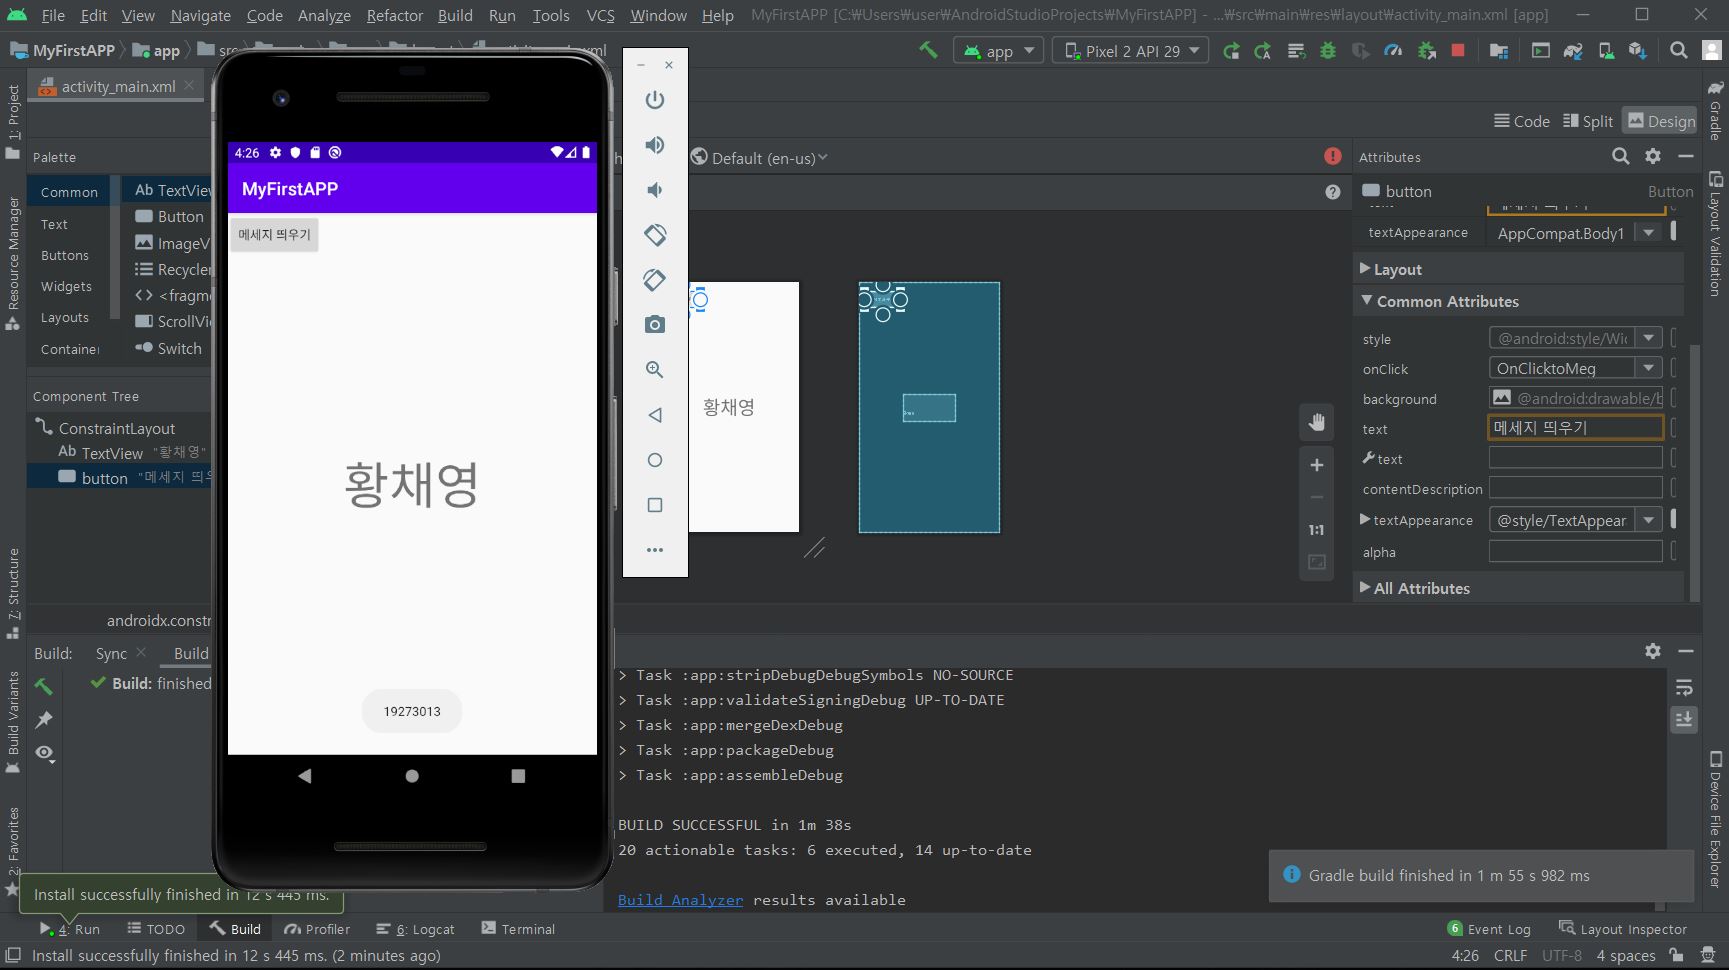 File Edit View Navigate Code Analyze Refactor Build Run Tools VCS Window Help MyFirstAPP [C:₩Users₩user₩AndroidStudioProjects₩MyFirstAPP] - ...₩src₩main₩res₩layout₩activity_main.xml [app]
MyFirstAPP app app Pixel 2 API 29
activity_main.xml
Code Split Design
Palette
Default (en-us)
Attributes
Common
Text
Buttons
Widgets
Layouts
Ab TextView
Button
<fragm
Switch
button Button
textAppearance AppCompat.Body1
Layout
Common Attributes
style @android:style/Wi
onClick OnClicktoMeg
background @android:drawable/b
text 메세지 띄우기
text
contentDescription
textAppearance @style/TextAppear
alpha
All Attributes
Component Tree
ConstraintLayout
Ab TextView "황채영"
button "메세지 띄우
androidx.constr
4:26
MyFirstAPP
메세지 띄우기
황채영
19273013
황채영
1:1
Build: Sync Build
Build: finished
> Task :app:stripDebugDebugSymbols NO-SOURCE
> Task :app:validateSigningDebug UP-TO-DATE
> Task :app:mergeDexDebug
> Task :app:packageDebug
> Task :app:assembleDebug
BUILD SUCCESSFUL in 1m 38s
20 actionable tasks: 6 executed, 14 up-to-date
Build Analyzer results available
Gradle build finished in 1 m 55 s 982 ms
Install successfully finished in 12 s 445 ms.
4: Run TODO Build Profiler 6: Logcat Terminal 6 Event Log Layout Inspector
Install successfully finished in 12 s 445 ms. (2 minutes ago) 4:26 CRLF UTF-8 4 spaces
1: Project
Resource Manager
7: Structure
Build Variants
2: Favorites
Gradle
Layout Validation
Device File Explorer